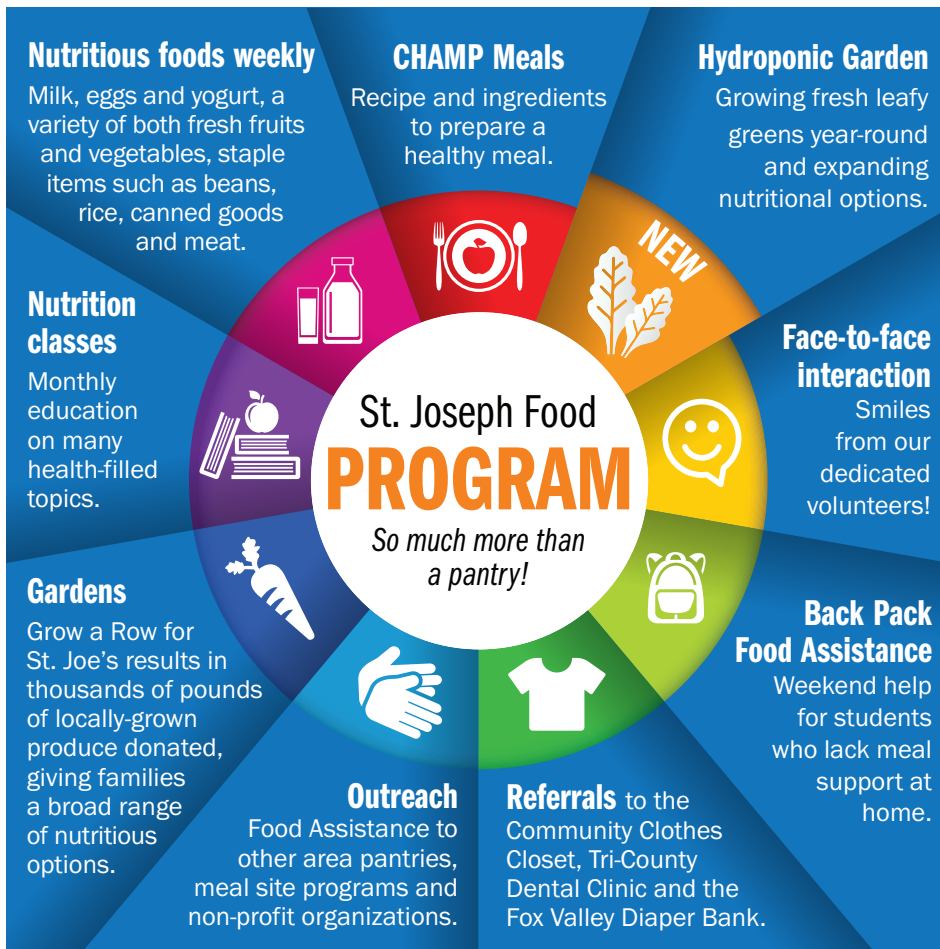 Nutritious foods weekly
Milk, eggs and yogurt, a
variety of both fresh fruits
and vegetables, staple
items such as beans,
rice, canned goods
and meat.
CHAMP Meals
Recipe and ingredients
to prepare a
healthy meal.
Hydroponic Garden
Growing fresh leafy
greens year-round
and expanding
nutritional options.
NEW
Nutrition
classes
Monthly
education
on many
health-filled
topics.
St. Joseph Food
PROGRAM
So much more than
a pantry!
Face-to-face
interaction
Smiles
from our
dedicated
volunteers!
Gardens
Grow a Row for
St. Joe's results in
thousands of pounds
of locally-grown
produce donated,
giving families
a broad range
of nutritious
options.
Back Pack
Food Assistance
Weekend help
for students
who lack meal
support at
home.
Outreach
Food Assistance to
other area pantries,
meal site programs and
non-profit organizations.
Referrals to the
Community Clothes
Closet, Tri-County
Dental Clinic and the
Fox Valley Diaper Bank.